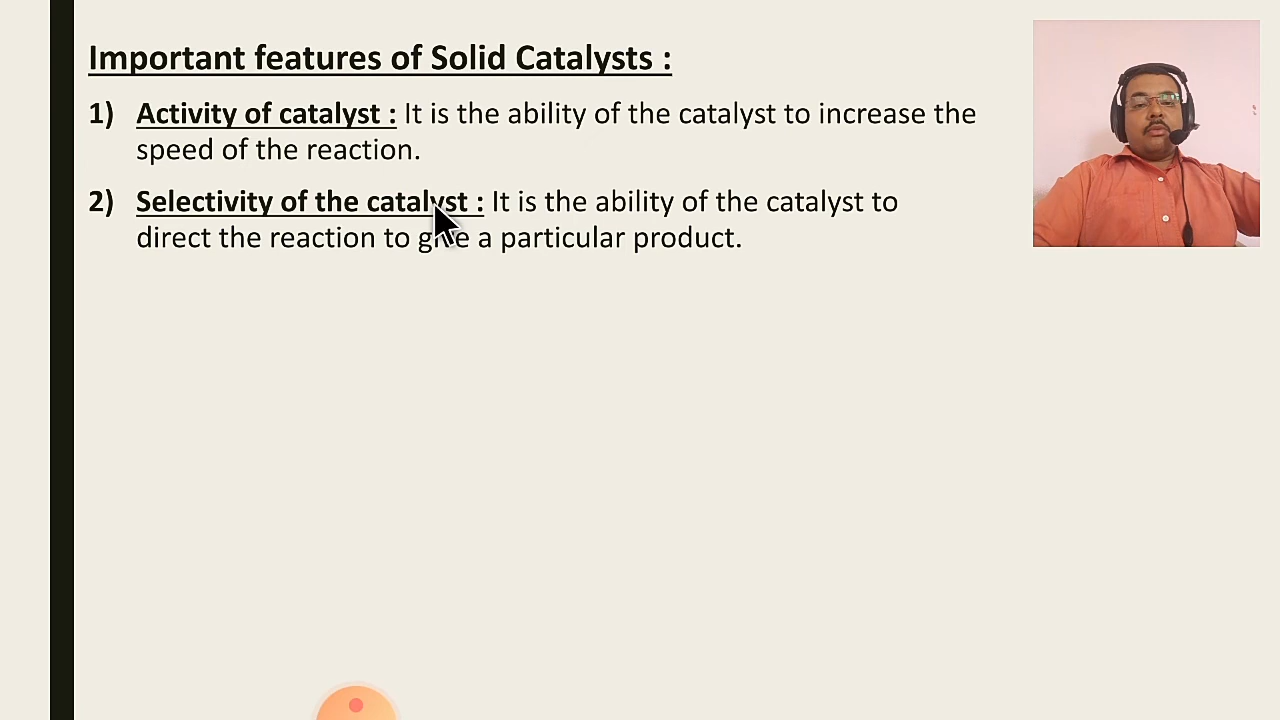 Important features of Solid Catalysts :
1) Activity of catalyst : It is the ability of the catalyst to increase the
speed of the reaction.
2) Selectivity of the catalyst : It is the ability of the catalyst to
direct the reaction to give a particular product.